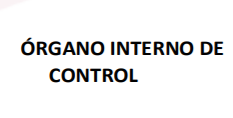 ÓRGANO INTERNO DE
CONTROL